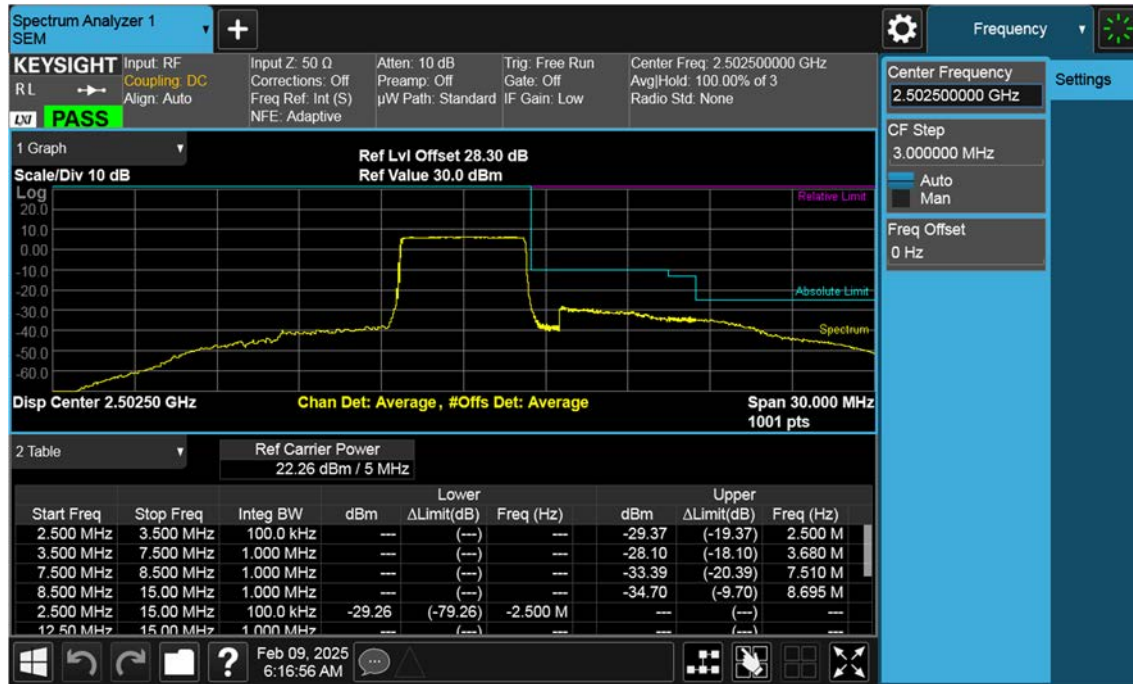 Spectrum Analyzer 1
SEM
+
Frequency
KEYSIGHT
RL
LXI PASS
Input: RF
Coupling: DC
Align: Auto
Input Z: 50 Ω
Corrections: Off
Freq Ref: Int (S)
NFE: Adaptive
Atten: 10 dB
Preamp: Off
µW Path: Standard
Trig: Free Run
Gate: Off
IF Gain: Low
Center Freq: 2.502500000 GHz
Avg|Hold: 100.00% of 3
Radio Std: None
Center Frequency
2.502500000 GHz
Settings
CF Step
3.000000 MHz
Auto
Man
Freq Offset
0 Hz
1 Graph
Scale/Div 10 dB
Ref Lvl Offset 28.30 dB
Ref Value 30.0 dBm
Log
20.0
10.0
0.00
-10.0
-20.0
-30.0
-40.0
-50.0
-60.0
Relative Limit
Absolute Limit
Spectrum
Disp Center 2.50250 GHz
Chan Det: Average, #Offs Det: Average
Span 30.000 MHz
1001 pts
2 Table
Ref Carrier Power
22.26 dBm / 5 MHz
Lower Upper
Start Freq Stop Freq Integ BW dBm ΔLimit(dB) Freq (Hz) dBm ΔLimit(dB) Freq (Hz)
2.500 MHz 3.500 MHz 100.0 kHz --- (---) --- -29.37 (-19.37) 2.500 M
3.500 MHz 7.500 MHz 1.000 MHz --- (---) --- -28.10 (-18.10) 3.680 M
7.500 MHz 8.500 MHz 1.000 MHz --- (---) --- -33.39 (-20.39) 7.510 M
8.500 MHz 15.00 MHz 1.000 MHz --- (---) --- -34.70 (-9.70) 8.695 M
2.500 MHz 15.00 MHz 100.0 kHz -29.26 (-79.26) -2.500 M --- (---) ---
12.50 MHz 15.00 MHz 1.000 MHz --- (---) --- --- (---) ---
?
Feb 09, 2025
6:16:56 AM